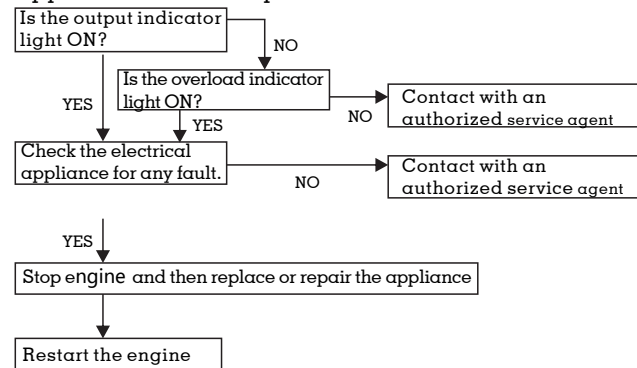 Is the output indicator
light ON?
NO
Is the overload indicator
light ON?
YES
NO
Contact with an
authorized service agent
YES
Check the electrical
appliance for any fault.
NO
Contact with an
authorized service agent
YES
Stop engine and then replace or repair the appliance
Restart the engine